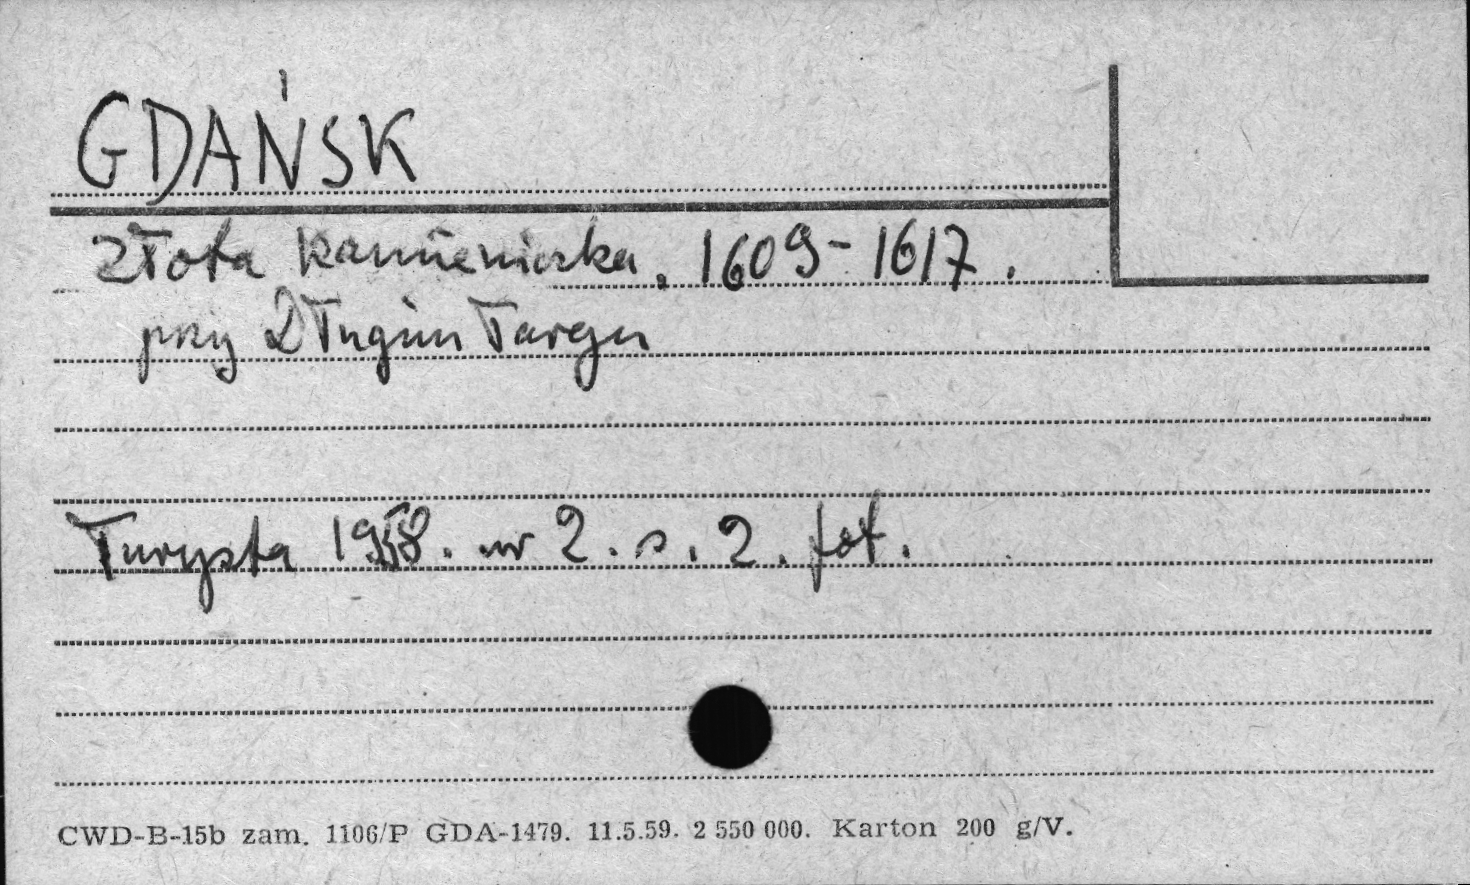 GDAŃSK
Złota kamieniczka. 1609-1617.
przy Długim Targu
Turysta 1958. nr 2. s. 2. fot.
CWD-B-15b zam. 1106/P GDA-1479. 11.5.59. 2 550 000. Karton 200 g/V.